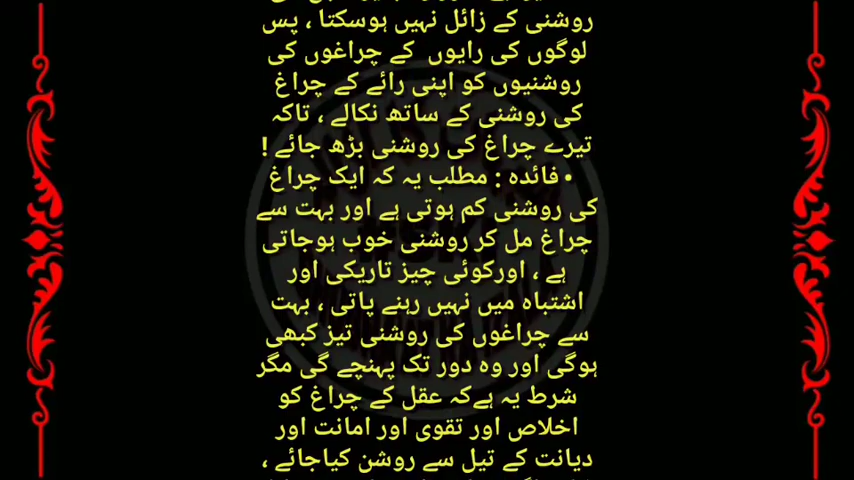 روشنی کے زائل نہیں ہوسکتا ، پس
لوگوں کی رایوں کے چراغوں کی
روشنیوں کو اپنی رائے کے چراغ
کی روشنی کے ساتھ نکالے ، تاکہ
تیرے چراغ کی روشنی بڑھ جائے !
• فائدہ : مطلب یہ کہ ایک چراغ
کی روشنی کم ہوتی ہے اور بہت سے
چراغ مل کر روشنی خوب ہوجاتی
ہے ، اورکوئی چیز تاریکی اور
اشتباہ میں نہیں رہنے پاتی ، بہت
سے چراغوں کی روشنی تیز کبھی
ہوگی اور وہ دور تک پہنچے گی مگر
شرط یہ ہےکہ عقل کے چراغ کو
اخلاص اور تقوی اور امانت اور
دیانت کے تیل سے روشن کیاجائے ،